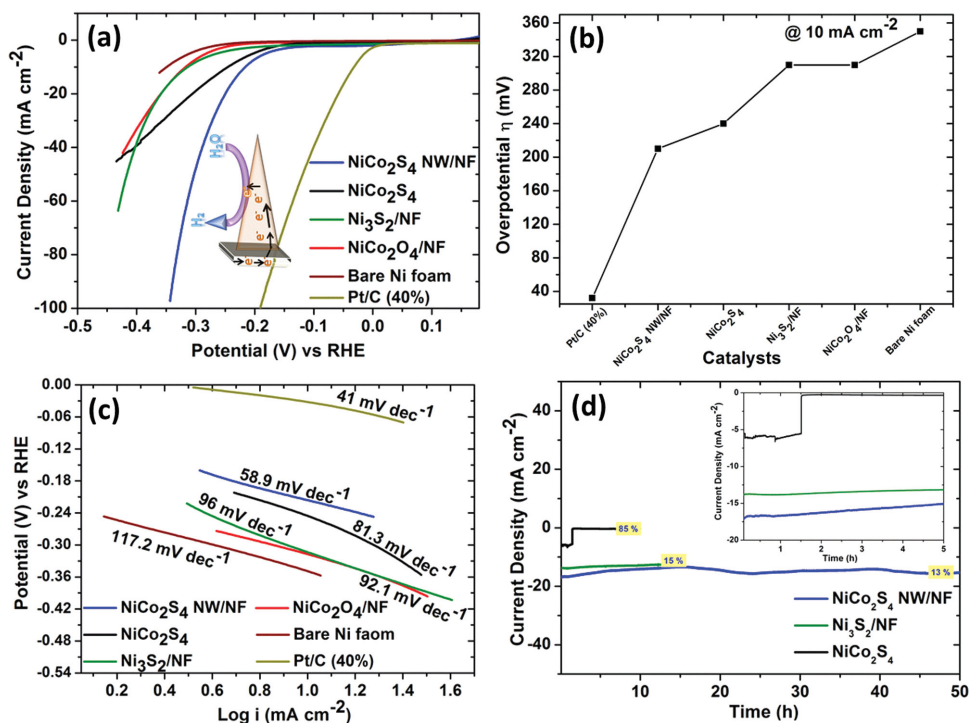 (a)
0
-20
-40
-60
-80
-100
Current Density (mA cm⁻²)
-0.5 -0.4 -0.3 -0.2 -0.1 0.0 0.1
Potential (V) vs RHE
NiCo₂S₄ NW/NF
NiCo₂S₄
Ni₃S₂/NF
NiCo₂O₄/NF
Bare Ni foam
Pt/C (40%)
H₂O
H₂
e⁻
e⁻
e⁻
e⁻
e
e
e
(b)
@ 10 mA cm⁻²
360
320
280
240
200
160
120
80
40
Overpotential η (mV)
Pt/C (40%)
NiCo₂S₄ NW/NF
NiCo₂S₄
Ni₃S₂/NF
NiCo₂O₄/NF
Bare Ni foam
Catalysts
(c)
0.00
-0.06
-0.12
-0.18
-0.24
-0.30
-0.36
-0.42
-0.48
-0.54
Potential (V) vs RHE
41 mV dec⁻¹
58.9 mV dec⁻¹
81.3 mV dec⁻¹
96 mV dec⁻¹
92.1 mV dec⁻¹
117.2 mV dec⁻¹
NiCo₂S₄ NW/NF
NiCo₂S₄
Ni₃S₂/NF
NiCo₂O₄/NF
Bare Ni faom
Pt/C (40%)
0.2 0.4 0.6 0.8 1.0 1.2 1.4 1.6
Log i (mA cm⁻²)
(d)
40
20
0
-20
-40
Current Density (mA cm⁻²)
0
-5
-10
-15
-20
Current Density (mA cm⁻²)
0 1 2 3 4 5
Time (h)
85 %
15 %
13 %
NiCo₂S₄ NW/NF
Ni₃S₂/NF
NiCo₂S₄
0 10 20 30 40 50
Time (h)